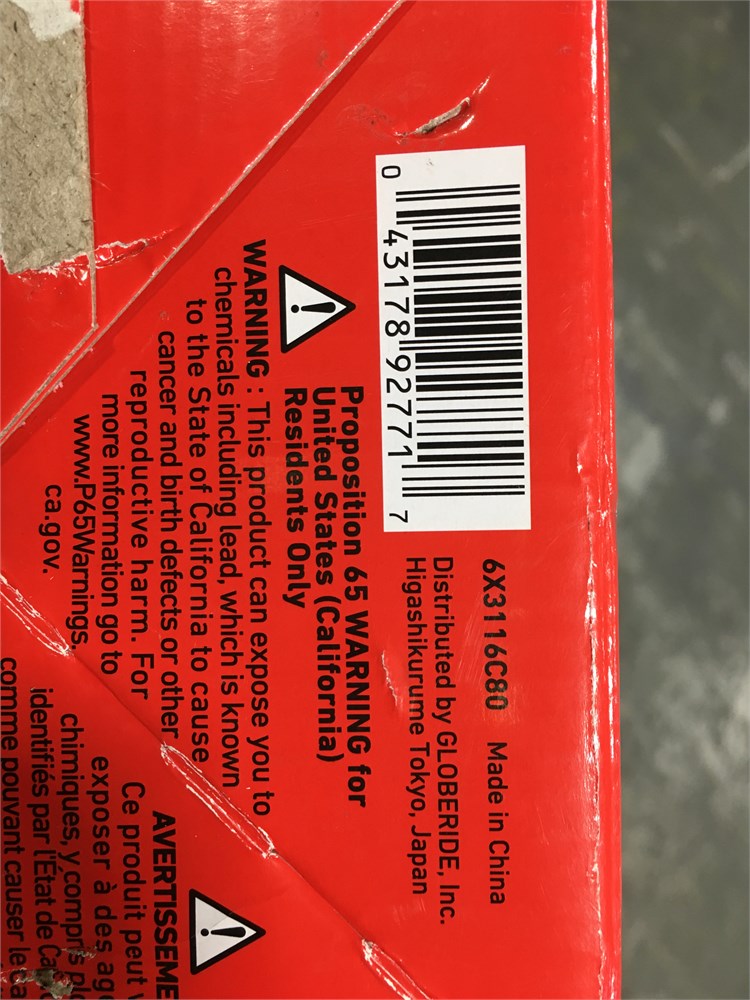 0 43178 92771 7
6X3116C80 Made in China
Distributed by GLOBERIDE, Inc.
Higashikurume Tokyo, Japan
Proposition 65 WARNING for
United States (California)
Residents Only
WARNING : This product can expose you to
chemicals including lead, which is known
to the State of California to cause
cancer and birth defects or other
reproductive harm. For
more information go to
www.P65Warnings.
ca.gov.
AVERTISSEME
Ce produit peut v
exposer à des age
chimiques, y compris
identifiés par l'État de Ca
comme pouvant causer le ca